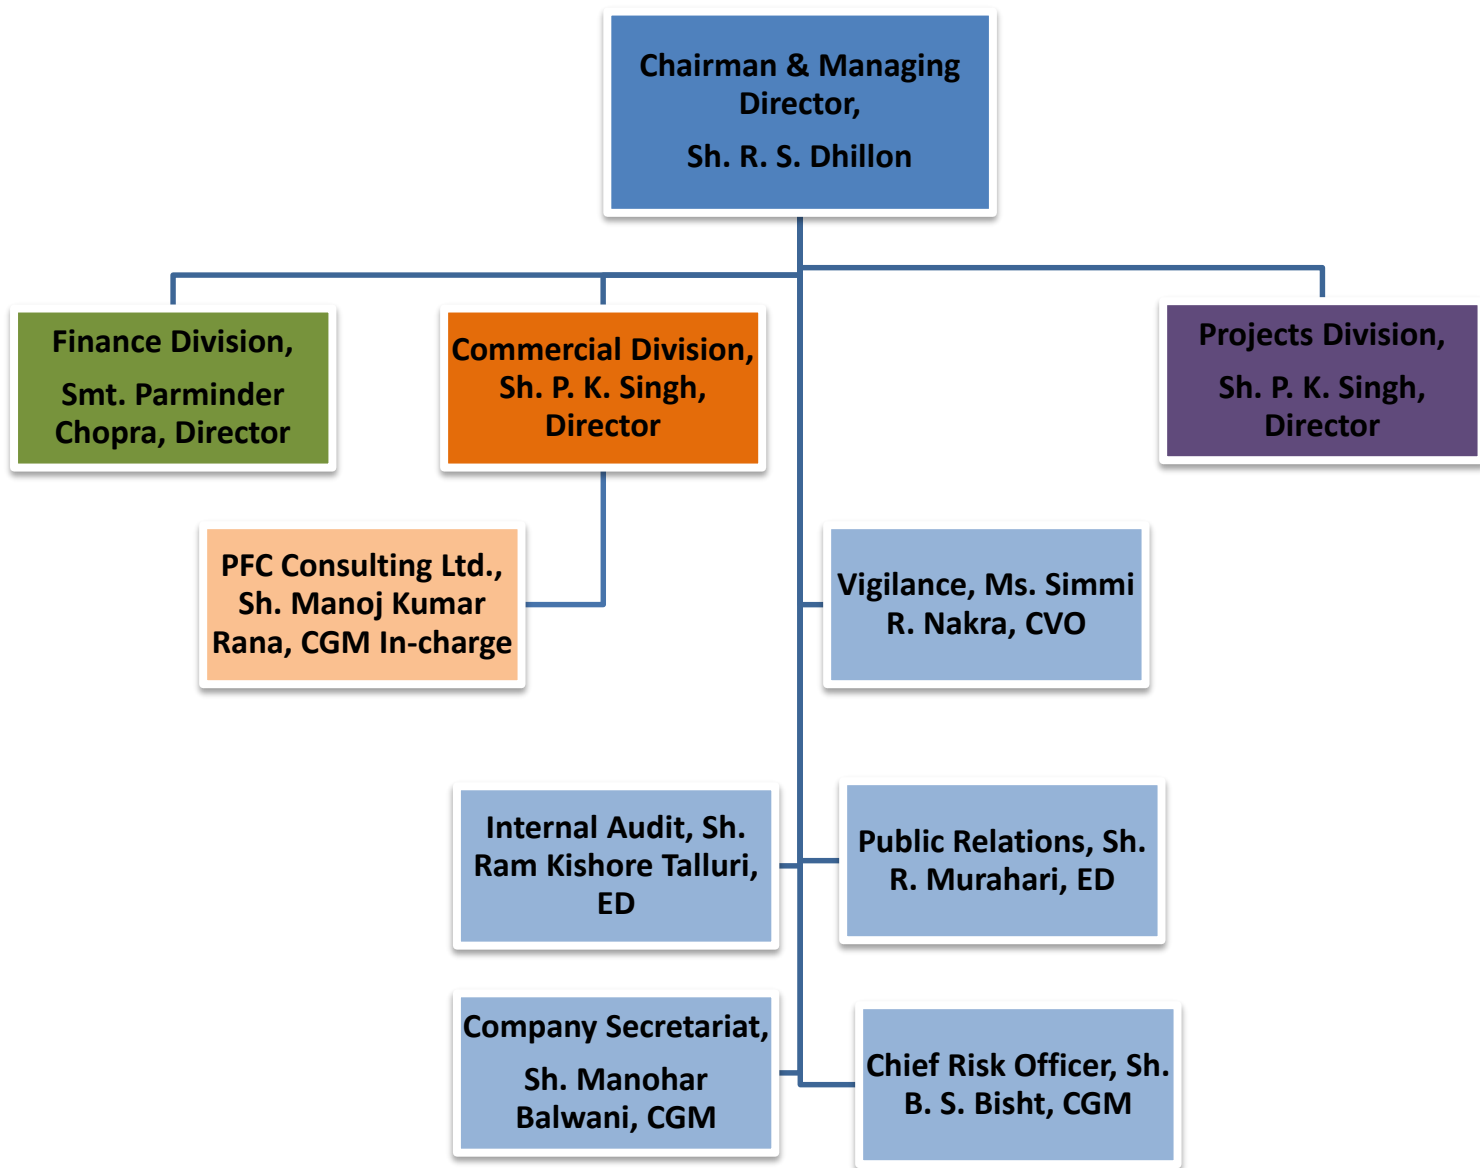 Chairman & Managing
Director,
Sh. R. S. Dhillon
Finance Division,
Smt. Parminder
Chopra, Director
Commercial Division,
Sh. P. K. Singh,
Director
Projects Division,
Sh. P. K. Singh,
Director
PFC Consulting Ltd.,
Sh. Manoj Kumar
Rana, CGM In-charge
Vigilance, Ms. Simmi
R. Nakra, CVO
Internal Audit, Sh.
Ram Kishore Talluri,
ED
Public Relations, Sh.
R. Murahari, ED
Company Secretariat,
Sh. Manohar
Balwani, CGM
Chief Risk Officer, Sh.
B. S. Bisht, CGM